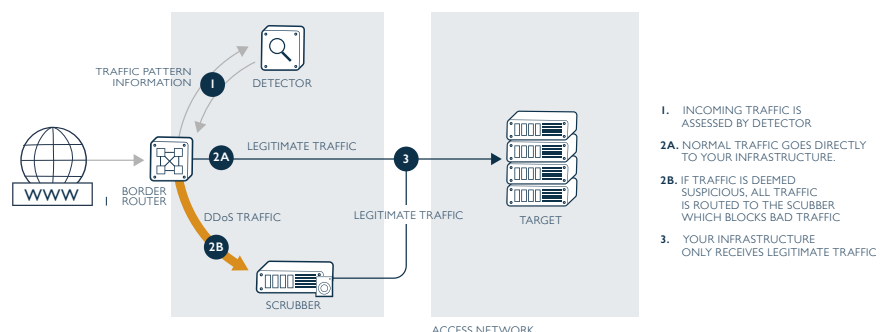 TRAFFIC PATTERN
INFORMATION
1
DETECTOR
WWW
BORDER
ROUTER
2A
LEGITIMATE TRAFFIC
3
DDoS TRAFFIC
2B
LEGITIMATE TRAFFIC
SCRUBBER
TARGET
ACCESS NETWORK
1. INCOMING TRAFFIC IS
ASSESSED BY DETECTOR
2A. NORMAL TRAFFIC GOES DIRECTLY
TO YOUR INFRASTRUCTURE.
2B. IF TRAFFIC IS DEEMED
SUSPICIOUS, ALL TRAFFIC
IS ROUTED TO THE SCUBBER
WHICH BLOCKS BAD TRAFFIC
3. YOUR INFRASTRUCTURE
ONLY RECEIVES LEGITIMATE TRAFFIC